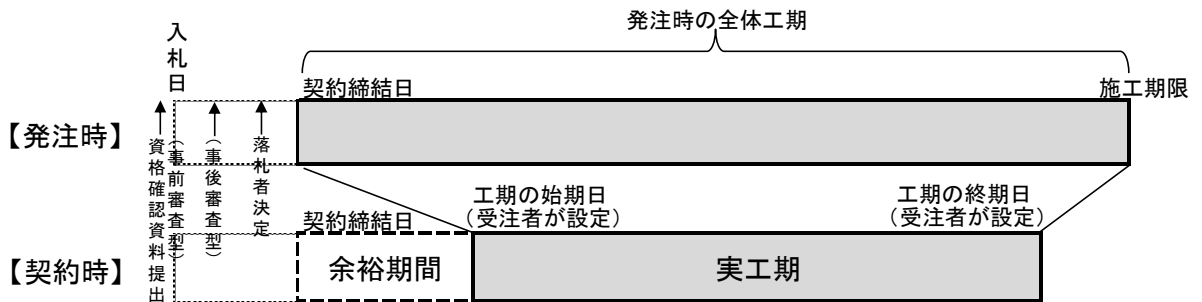 発注時の全体工期
入札日
契約締結日
施工期限
【発注時】
資格確認資料提出
（事前審査型）
（事後審査型）
落札者決定
工期の始期日
（受注者が設定）
工期の終期日
（受注者が設定）
契約締結日
【契約時】
余裕期間
実工期